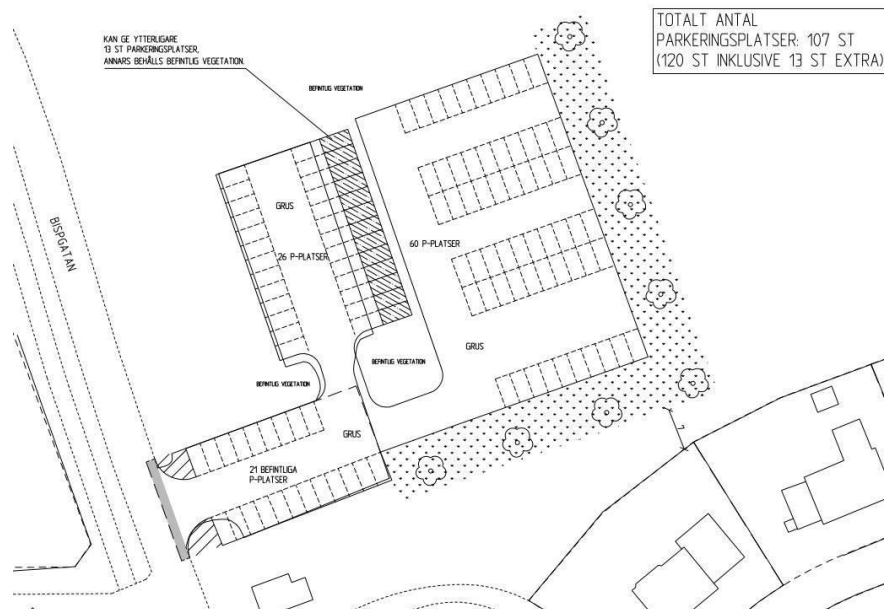 TOTALT ANTAL
PARKERINGSPLATSER: 107 ST
(120 ST INKLUSIVE 13 ST EXTRA)
KAN GE YTTERLIGARE
13 ST PARKERINGSPLATSER,
ANNARS BEHÅLLS BEFINTLIG VEGETATION.
BEFINTLIG VEGETATION
BISPGATAN
GRUS
26 P-PLATSER
60 P-PLATSER
GRUS
BEFINTLIG VEGETATION
BEFINTLIG VEGETATION
GRUS
21 BEFINTLIGA
P-PLATSER
7